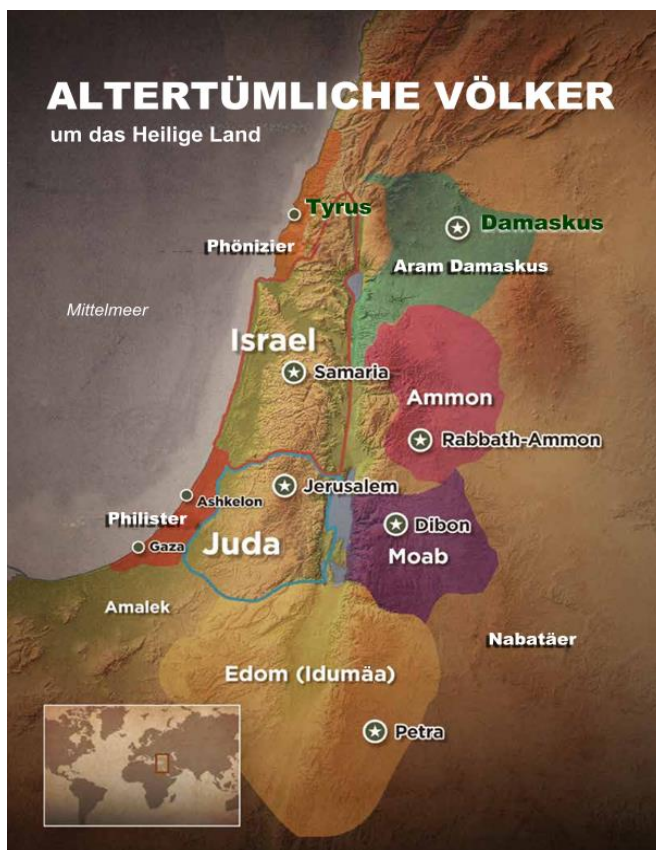 ALTERTÜMLICHE VÖLKER
um das Heilige Land
Tyrus
Damaskus
Phönizier
Aram Damaskus
Mittelmeer
Israel
Samaria
Ammon
Rabbath-Ammon
Jerusalem
Ashkelon
Philister
Dibon
Juda
Gaza
Moab
Amalek
Nabatäer
Edom (Idumäa)
Petra